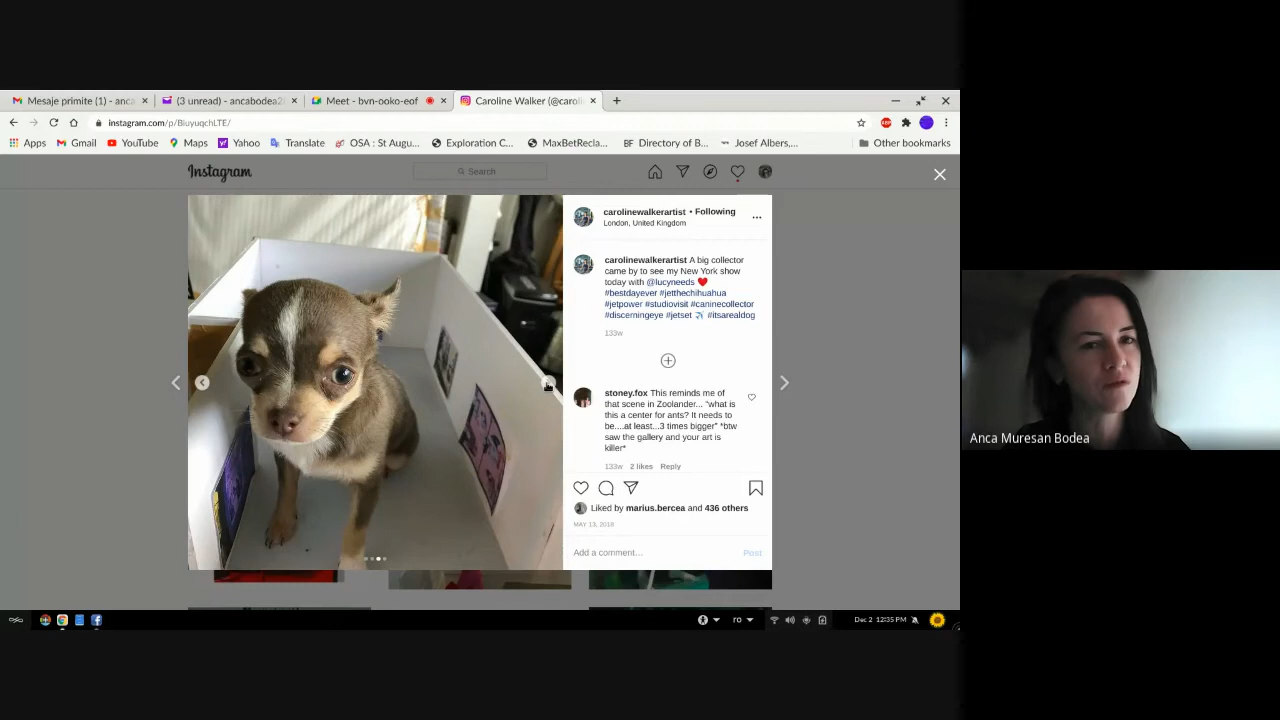 Mesaje primite (1) - anca
(3 unread) - ancabodea2
Meet - bvn-ooko-eof
Caroline Walker (@caroli
instagram.com/p/BiuyuqchLTE/
Apps
Gmail
YouTube
Maps
Yahoo
Translate
OSA : St Augu...
Exploration C...
MaxBetRecla...
BF Directory of B...
Josef Albers,...
Other bookmarks
Instagram
Search
carolinewalkerartist • Following
London, United Kingdom
carolinewalkerartist A big collector
came by to see my New York show
today with @lucyneeds ❤️
#bestdayever #jetthechihuahua
#jetpower #studiovisit #caninecollector
#discerningeye #jetset ✈️ #itsarealdog
133w
stoney.fox This reminds me of
that scene in Zoolander... "what is
this a center for ants? It needs to
be....at least...3 times bigger" *btw
saw the gallery and your art is
killer*
133w 2 likes Reply
Liked by marius.bercea and 436 others
MAY 13, 2018
Add a comment...
Post
Anca Muresan Bodea
ro
Dec 2 12:35 PM